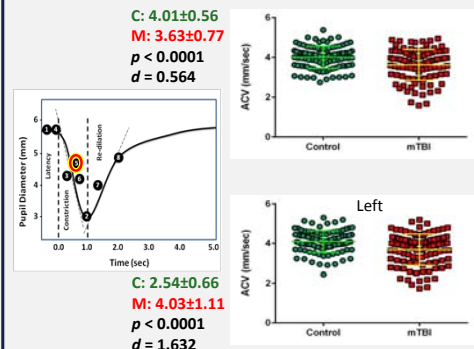 C: 4.01±0.56
M: 3.63±0.77
p < 0.0001
d = 0.564
6
4
2
0
ACV (mm/sec)
Control
mTBI
Pupil Diameter (mm)
6
5
4
3
1
4
3
6
2
7
8
Latency
Constriction
Re-dilation
0.0
1.0
2.0
3.0
4.0
5.0
Time (sec)
Left
6
4
2
0
ACV (mm/sec)
Control
mTBI
C: 2.54±0.66
M: 4.03±1.11
p < 0.0001
d = 1.632